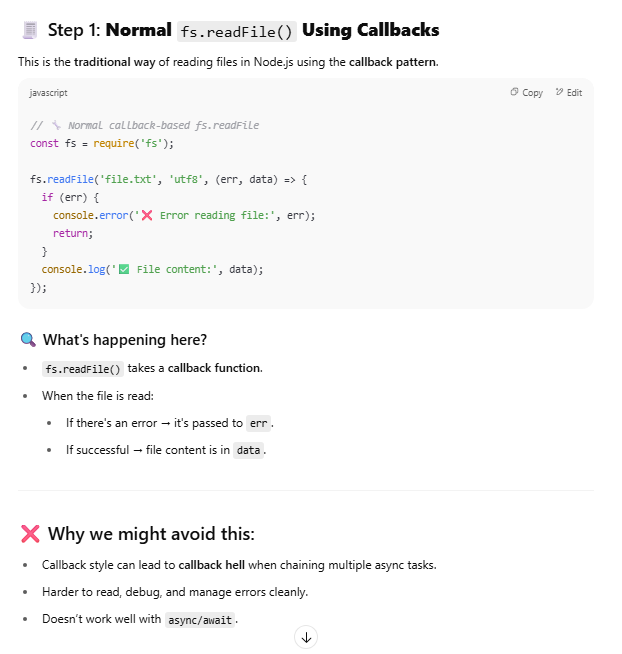 🧾 Step 1: Normal fs.readFile() Using Callbacks
This is the traditional way of reading files in Node.js using the callback pattern.
javascript
Copy
Edit
// 🔧 Normal callback-based fs.readFile
const fs = require('fs');
fs.readFile('file.txt', 'utf8', (err, data) => {
  if (err) {
    console.error('❌ Error reading file:', err);
    return;
  }
  console.log('✅ File content:', data);
});
🔍 What's happening here?
• fs.readFile() takes a callback function.
• When the file is read:
• If there's an error → it's passed to err.
• If successful → file content is in data.
❌ Why we might avoid this:
• Callback style can lead to callback hell when chaining multiple async tasks.
• Harder to read, debug, and manage errors cleanly.
• Doesn't work well with async/await.